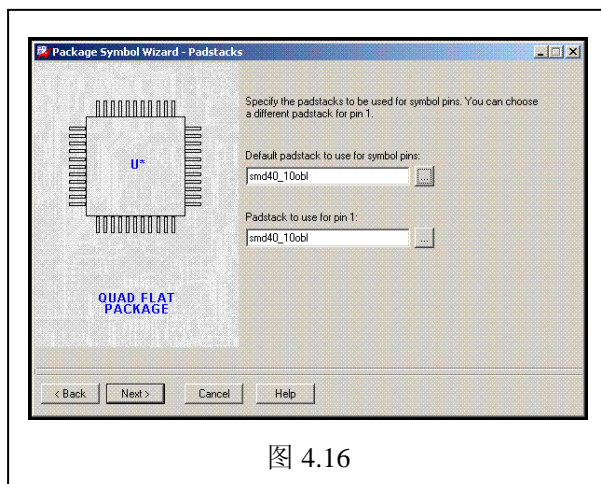 Package Symbol Wizard - Padstacks
Specify the padstacks to be used for symbol pins. You can choose
a different padstack for pin 1.
U*
Default padstack to use for symbol pins:
smd40_10obl
...
Padstack to use for pin 1:
smd40_10obl
...
QUAD FLAT
PACKAGE
< Back
Next >
Cancel
Help
图 4.16